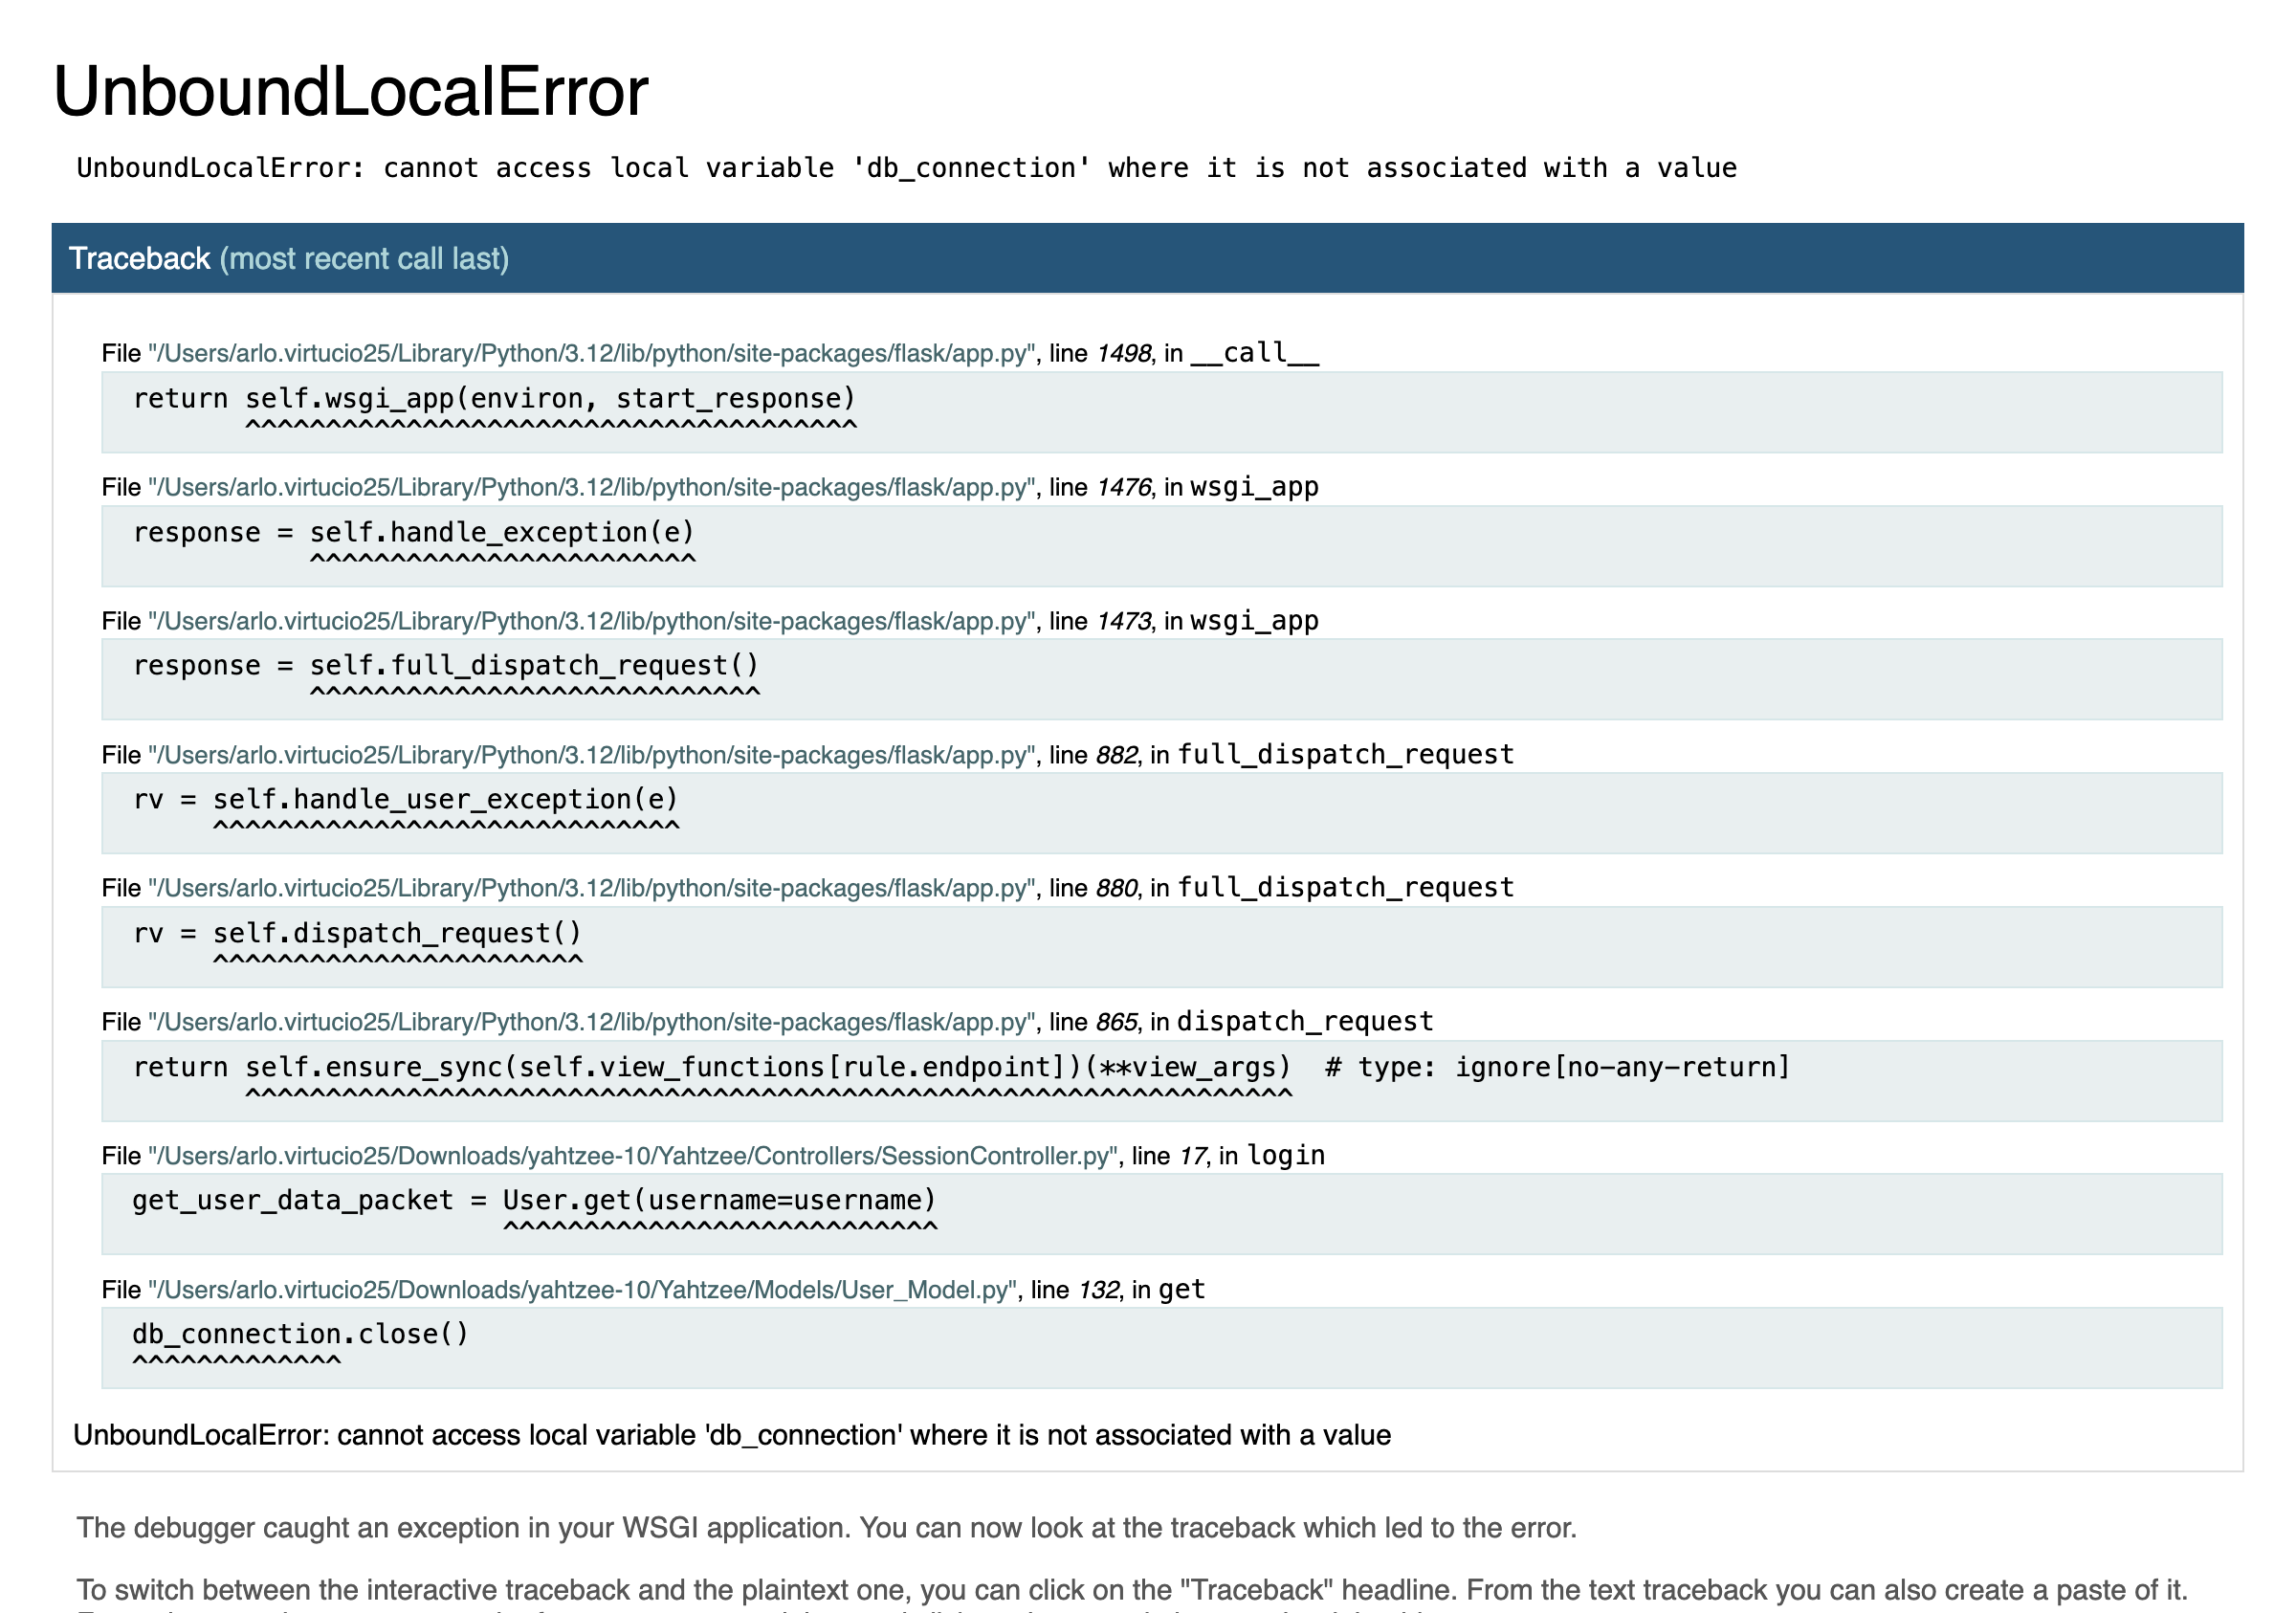 UnboundLocalError
UnboundLocalError: cannot access local variable 'db_connection' where it is not associated with a value
Traceback (most recent call last)
File "/Users/arlo.virtucio25/Library/Python/3.12/lib/python/site-packages/flask/app.py", line 1498, in __call__
return self.wsgi_app(environ, start_response)
^^^^^^^^^^^^^^^^^^^^^^^^^^^^^^^^^^^^^^
File "/Users/arlo.virtucio25/Library/Python/3.12/lib/python/site-packages/flask/app.py", line 1476, in wsgi_app
response = self.handle_exception(e)
^^^^^^^^^^^^^^^^^^^^^^^^
File "/Users/arlo.virtucio25/Library/Python/3.12/lib/python/site-packages/flask/app.py", line 1473, in wsgi_app
response = self.full_dispatch_request()
^^^^^^^^^^^^^^^^^^^^^^^^^^^^
File "/Users/arlo.virtucio25/Library/Python/3.12/lib/python/site-packages/flask/app.py", line 882, in full_dispatch_request
rv = self.handle_user_exception(e)
^^^^^^^^^^^^^^^^^^^^^^^^^^^^^
File "/Users/arlo.virtucio25/Library/Python/3.12/lib/python/site-packages/flask/app.py", line 880, in full_dispatch_request
rv = self.dispatch_request()
^^^^^^^^^^^^^^^^^^^^^^^
File "/Users/arlo.virtucio25/Library/Python/3.12/lib/python/site-packages/flask/app.py", line 865, in dispatch_request
return self.ensure_sync(self.view_functions[rule.endpoint])(**view_args)  # type: ignore[no-any-return]
^^^^^^^^^^^^^^^^^^^^^^^^^^^^^^^^^^^^^^^^^^^^^^^^^^^^^^^^^^^^^^^^^
File "/Users/arlo.virtucio25/Downloads/yahtzee-10/Yahtzee/Controllers/SessionController.py", line 17, in login
get_user_data_packet = User.get(username=username)
^^^^^^^^^^^^^^^^^^^^^^^^^^^
File "/Users/arlo.virtucio25/Downloads/yahtzee-10/Yahtzee/Models/User_Model.py", line 132, in get
db_connection.close()
^^^^^^^^^^^^^
UnboundLocalError: cannot access local variable 'db_connection' where it is not associated with a value
The debugger caught an exception in your WSGI application. You can now look at the traceback which led to the error.
To switch between the interactive traceback and the plaintext one, you can click on the "Traceback" headline. From the text traceback you can also create a paste of it.